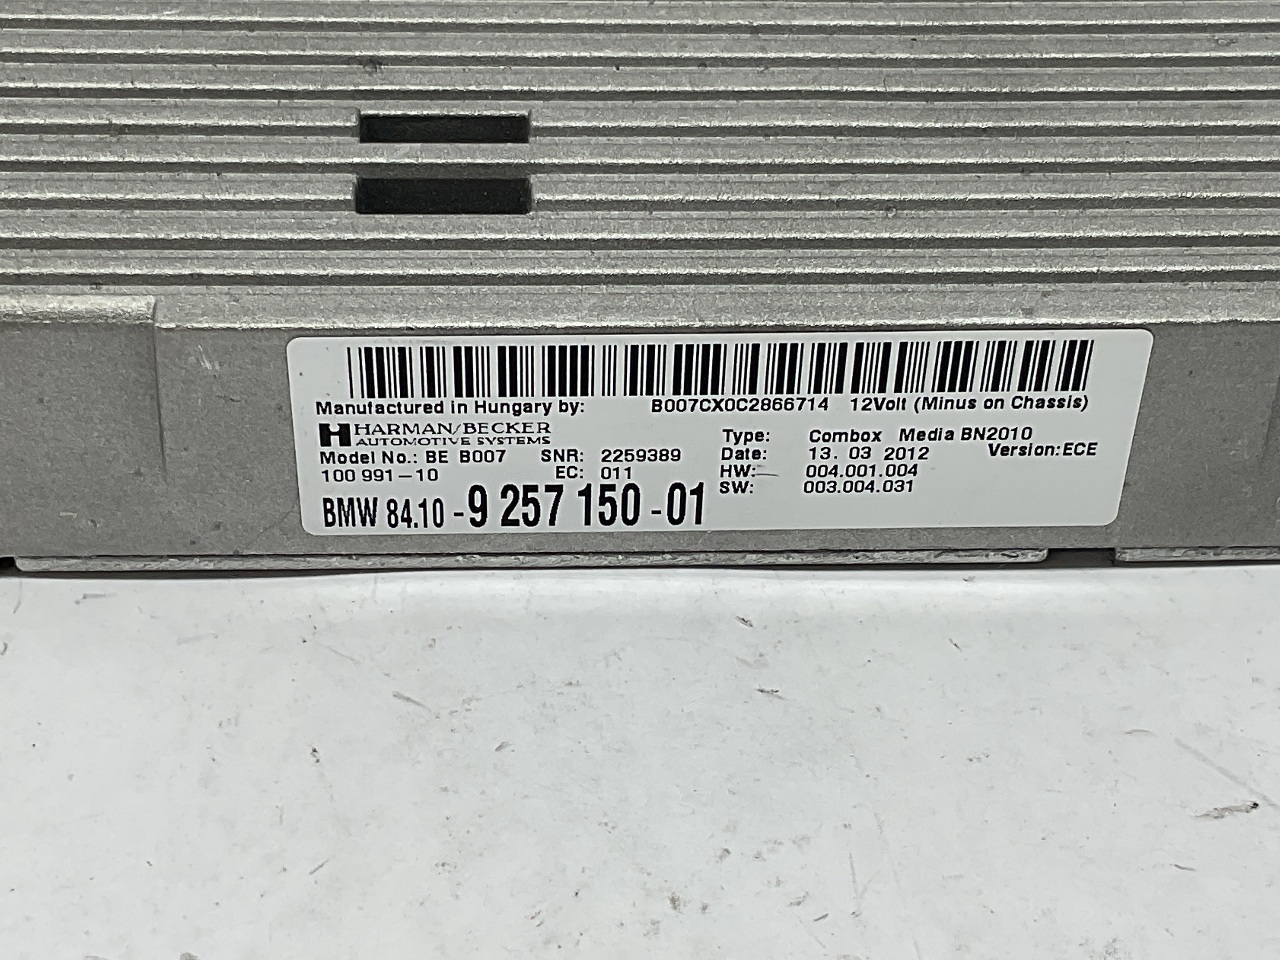 Manufactured in Hungary by: B007CX0C2866714 12Volt (Minus on Chassis)
HARMAN/BECKER
AUTOMOTIVE SYSTEMS
Type: Combox Media BN2010
Model No.: BE B007 SNR: 2259389 Date: 13. 03 2012 Version:ECE
100 991-10 EC: 011 HW: 004.001.004
SW: 003.004.031
BMW 84.10 - 9 257 150 - 01